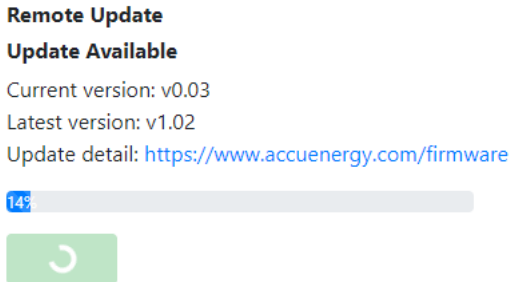 Remote Update
Update Available
Current version: v0.03
Latest version: v1.02
Update detail: https://www.accuenergy.com/firmware
14%